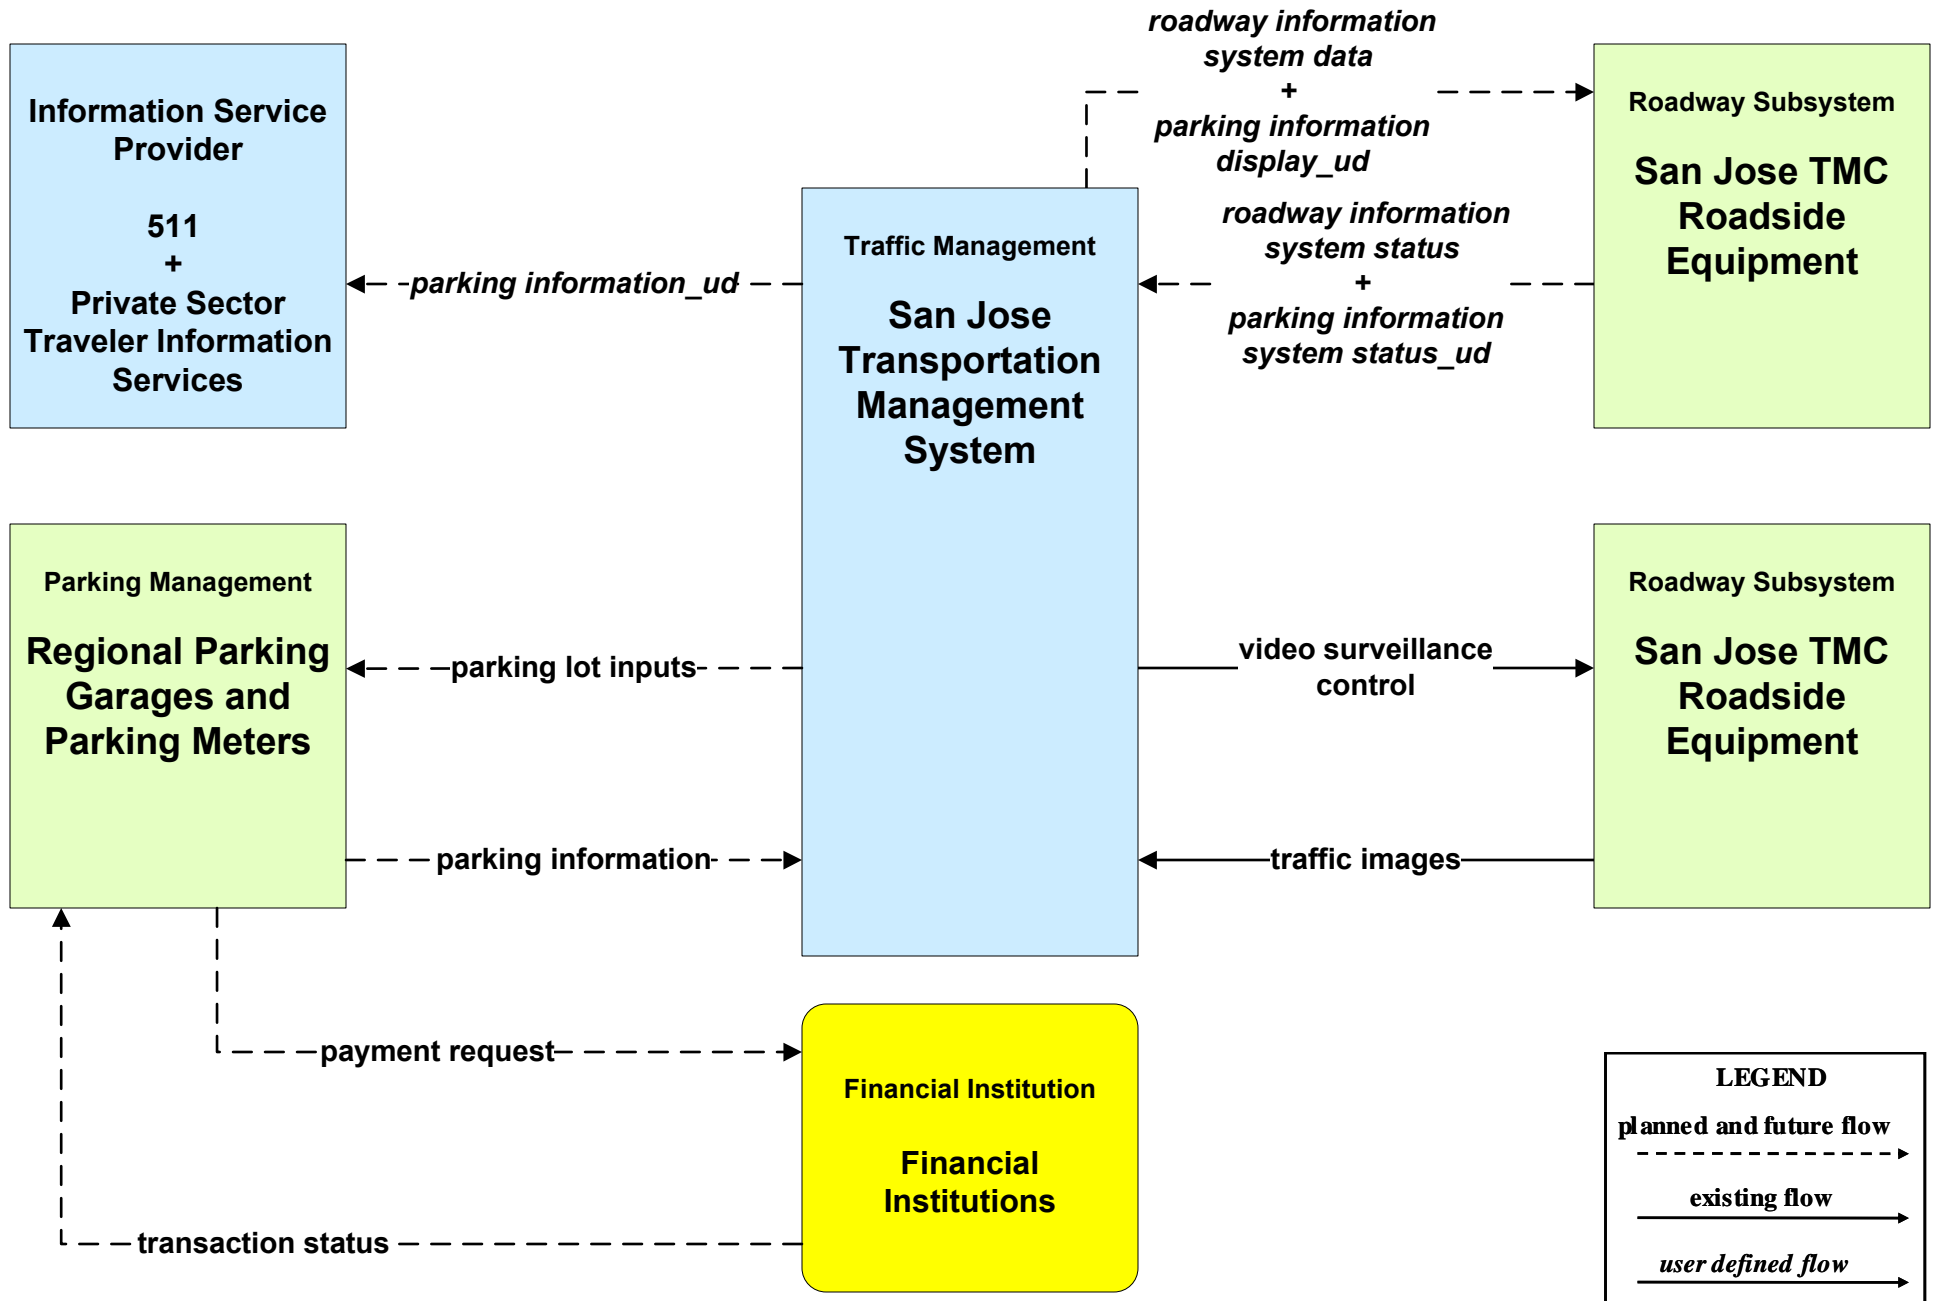 Information Service
Provider
511
+
Private Sector
Traveler Information
Services
parking information_ud
roadway information
system data
+
parking information
display_ud
roadway information
system status
+
parking information
system status_ud
Traffic Management
San Jose
Transportation
Management
System
Roadway Subsystem
San Jose TMC
Roadside
Equipment
Parking Management
Regional Parking
Garages and
Parking Meters
parking lot inputs
parking information
video surveillance
control
traffic images
Roadway Subsystem
San Jose TMC
Roadside
Equipment
payment request
transaction status
Financial Institution
Financial
Institutions
LEGEND
planned and future flow
existing flow
user defined flow